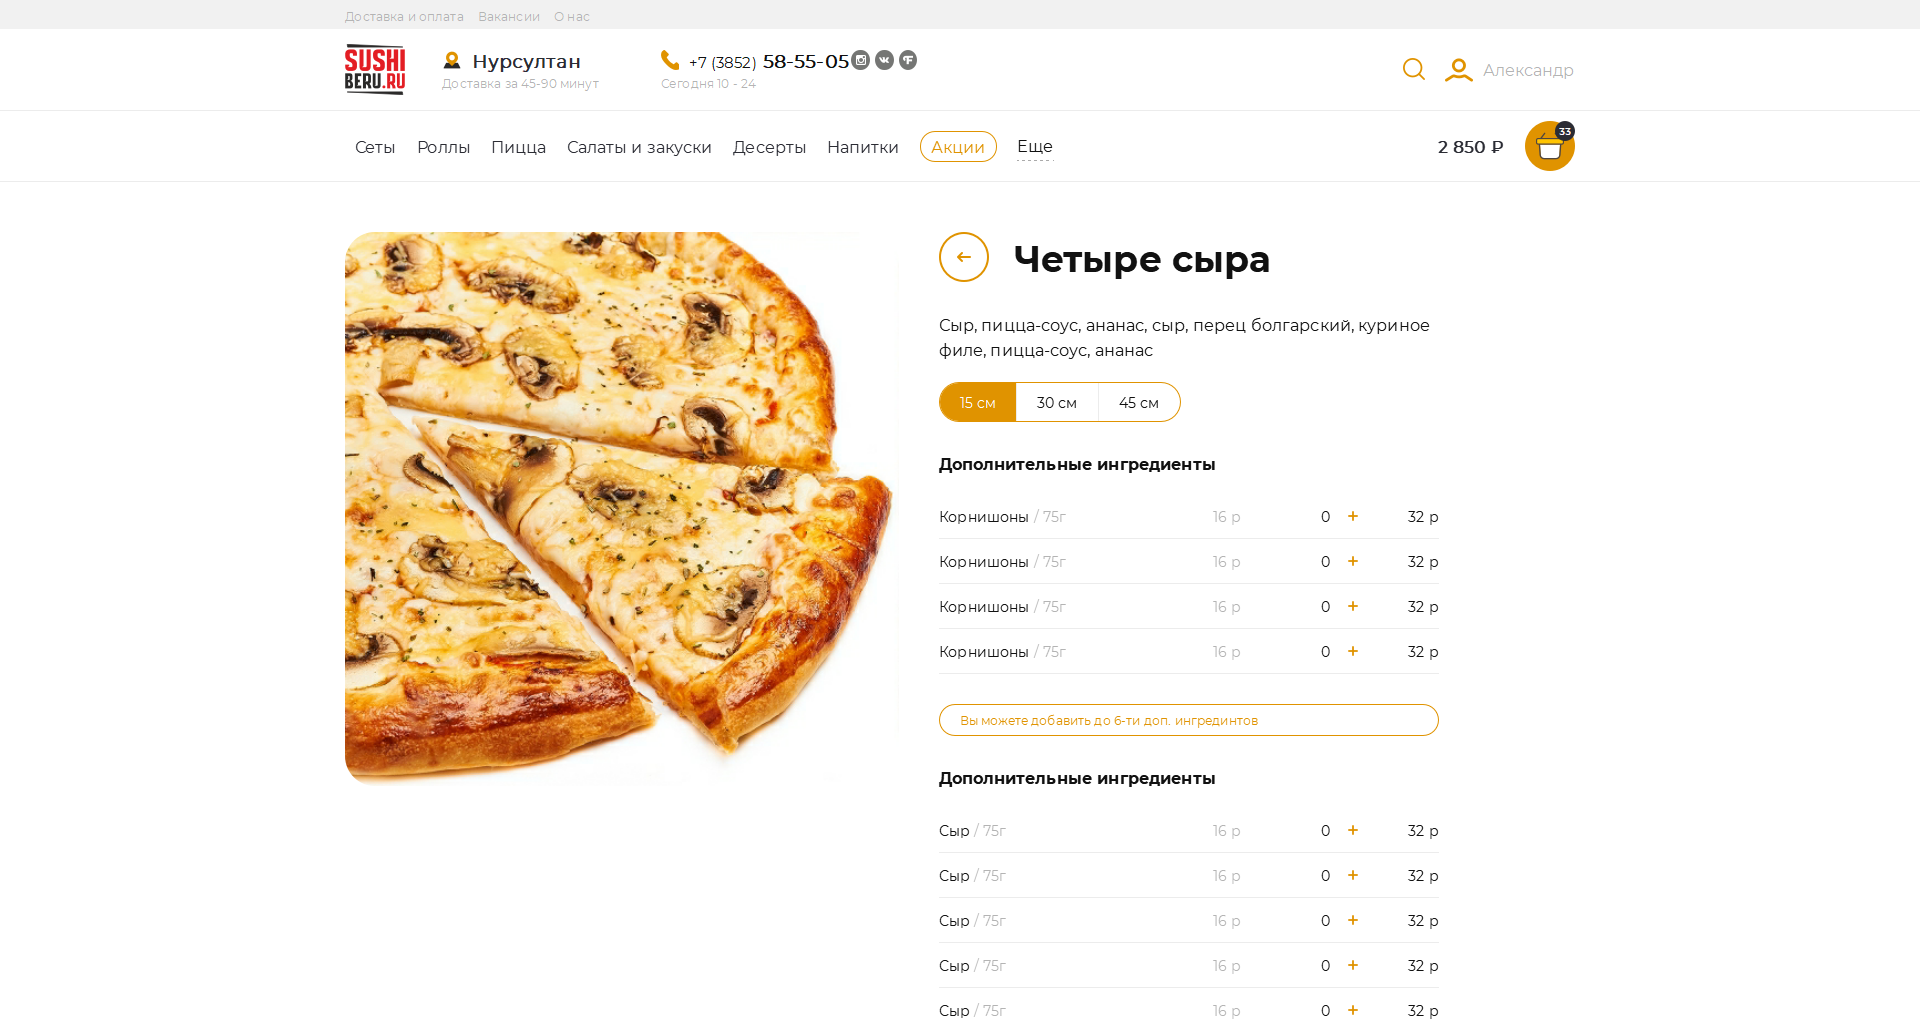 Доставка и оплата Вакансии О нас
SUSHI
BERU.RU
Нурсултан
Доставка за 45-90 минут
+7 (3852) 58-55-05
Сегодня 10 - 24
Александр
Сеты Роллы Пицца Салаты и закуски Десерты Напитки Акции Еще
2 850 ₽
33
Четыре сыра
Сыр, пицца-соус, ананас, сыр, перец болгарский, куриное
филе, пицца-соус, ананас
15 см 30 см 45 см
Дополнительные ингредиенты
Корнишоны / 75г 16 р 0 + 32 р
Корнишоны / 75г 16 р 0 + 32 р
Корнишоны / 75г 16 р 0 + 32 р
Корнишоны / 75г 16 р 0 + 32 р
Вы можете добавить до 6-ти доп. ингрединтов
Дополнительные ингредиенты
Сыр / 75г 16 р 0 + 32 р
Сыр / 75г 16 р 0 + 32 р
Сыр / 75г 16 р 0 + 32 р
Сыр / 75г 16 р 0 + 32 р
Сыр / 75г 16 р 0 + 32 р